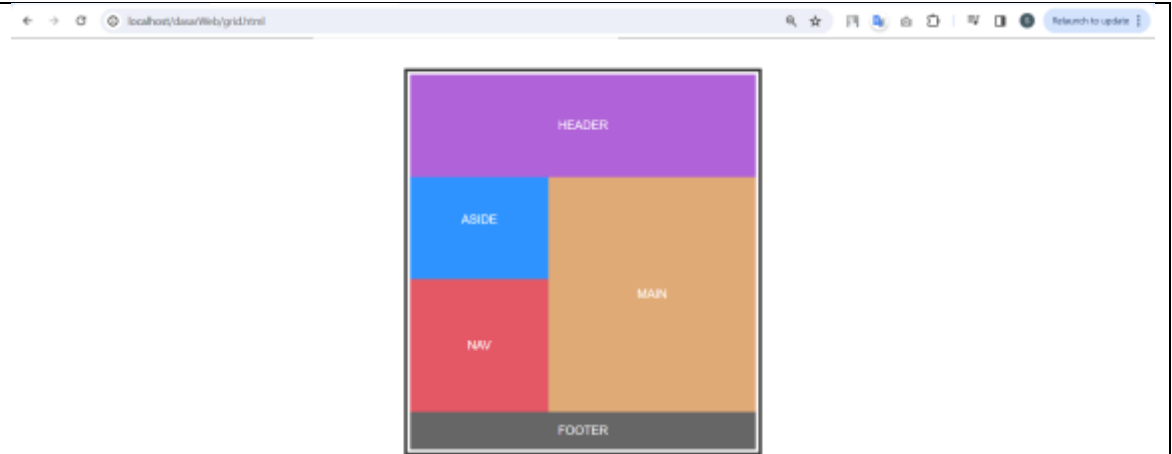 localhost/dasarWeb/grid.html
Relaunch to update
HEADER
ASIDE
MAIN
NAV
FOOTER